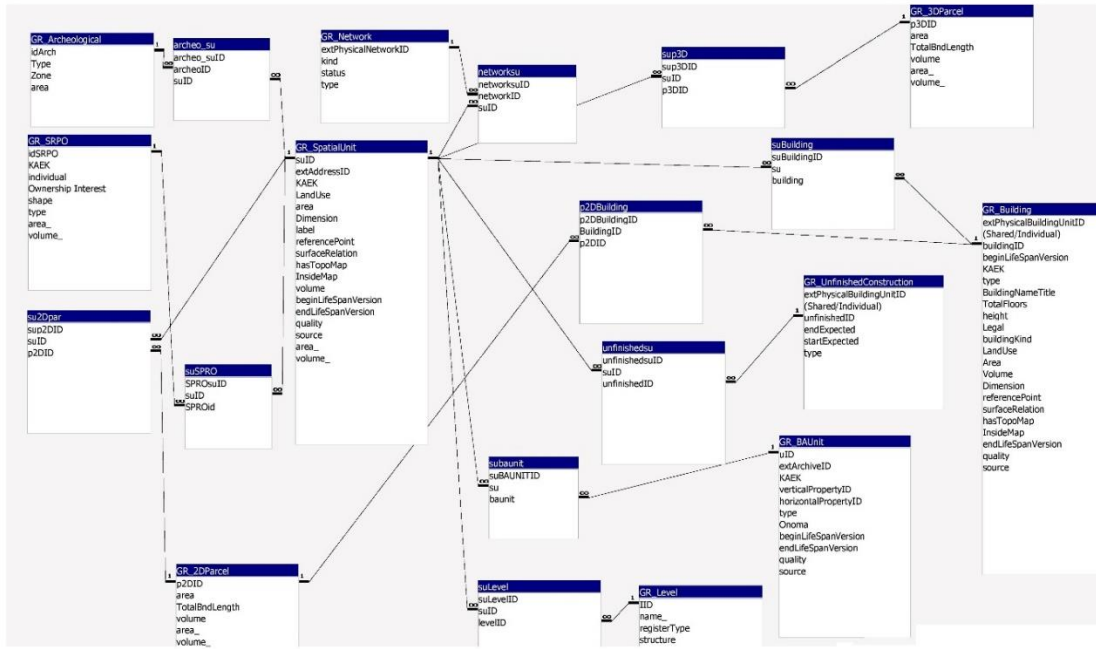 GR_Archeological
idArch
Type
Zone
area
archeo_su
archeo_suID
archeoID
suID
GR_Network
extPhysicalNetworkID
kind
status
type
networksu
networksuID
networkID
suID
sup3D
sup3DID
suID
p3DID
GR_3DParcel
p3DID
area
TotalBndLength
volume
area_
volume_
GR_SRPO
idSRPO
KAEK
individual
Ownership Interest
shape
type
area_
volume_
GR_SpatialUnit
suID
extAddressID
KAEK
LandUse
area
Dimension
label
referencePoint
surfaceRelation
hasTopoMap
InsideMap
volume
beginLifeSpanVersion
endLifeSpanVersion
quality
source
area_
volume_
suBuilding
suBuildingID
su
building
p2DBuilding
p2DBuildingID
BuildingID
p2DID
GR_Building
extPhysicalBuildingUnitID
(Shared/Individual)
buildingID
beginLifeSpanVersion
KAEK
type
BuildingNameTitle
TotalFloors
height
Legal
buildingKind
LandUse
Area
Volume
Dimension
referencePoint
surfaceRelation
hasTopoMap
InsideMap
endLifeSpanVersion
quality
source
GR_UnfinishedConstruction
extPhysicalBuildingUnitID
(Shared/Individual)
unfinishedID
endExpected
startExpected
type
su2Dpar
sup2DID
suID
p2DID
suSPRO
SPROsuID
suID
SPROid
unfinishedsu
unfinishedsuID
suID
unfinishedID
subaunit
suBAUNITID
su
baunit
GR_BAUnit
uID
extArchiveID
KAEK
verticalPropertyID
horizontalPropertyID
type
Onoma
beginLifeSpanVersion
endLifeSpanVersion
quality
source
GR_2DParcel
p2DID
area
TotalBndLength
volume
area_
volume_
suLevel
suLevelID
suID
levelID
GR_Level
lID
name_
registerType
structure